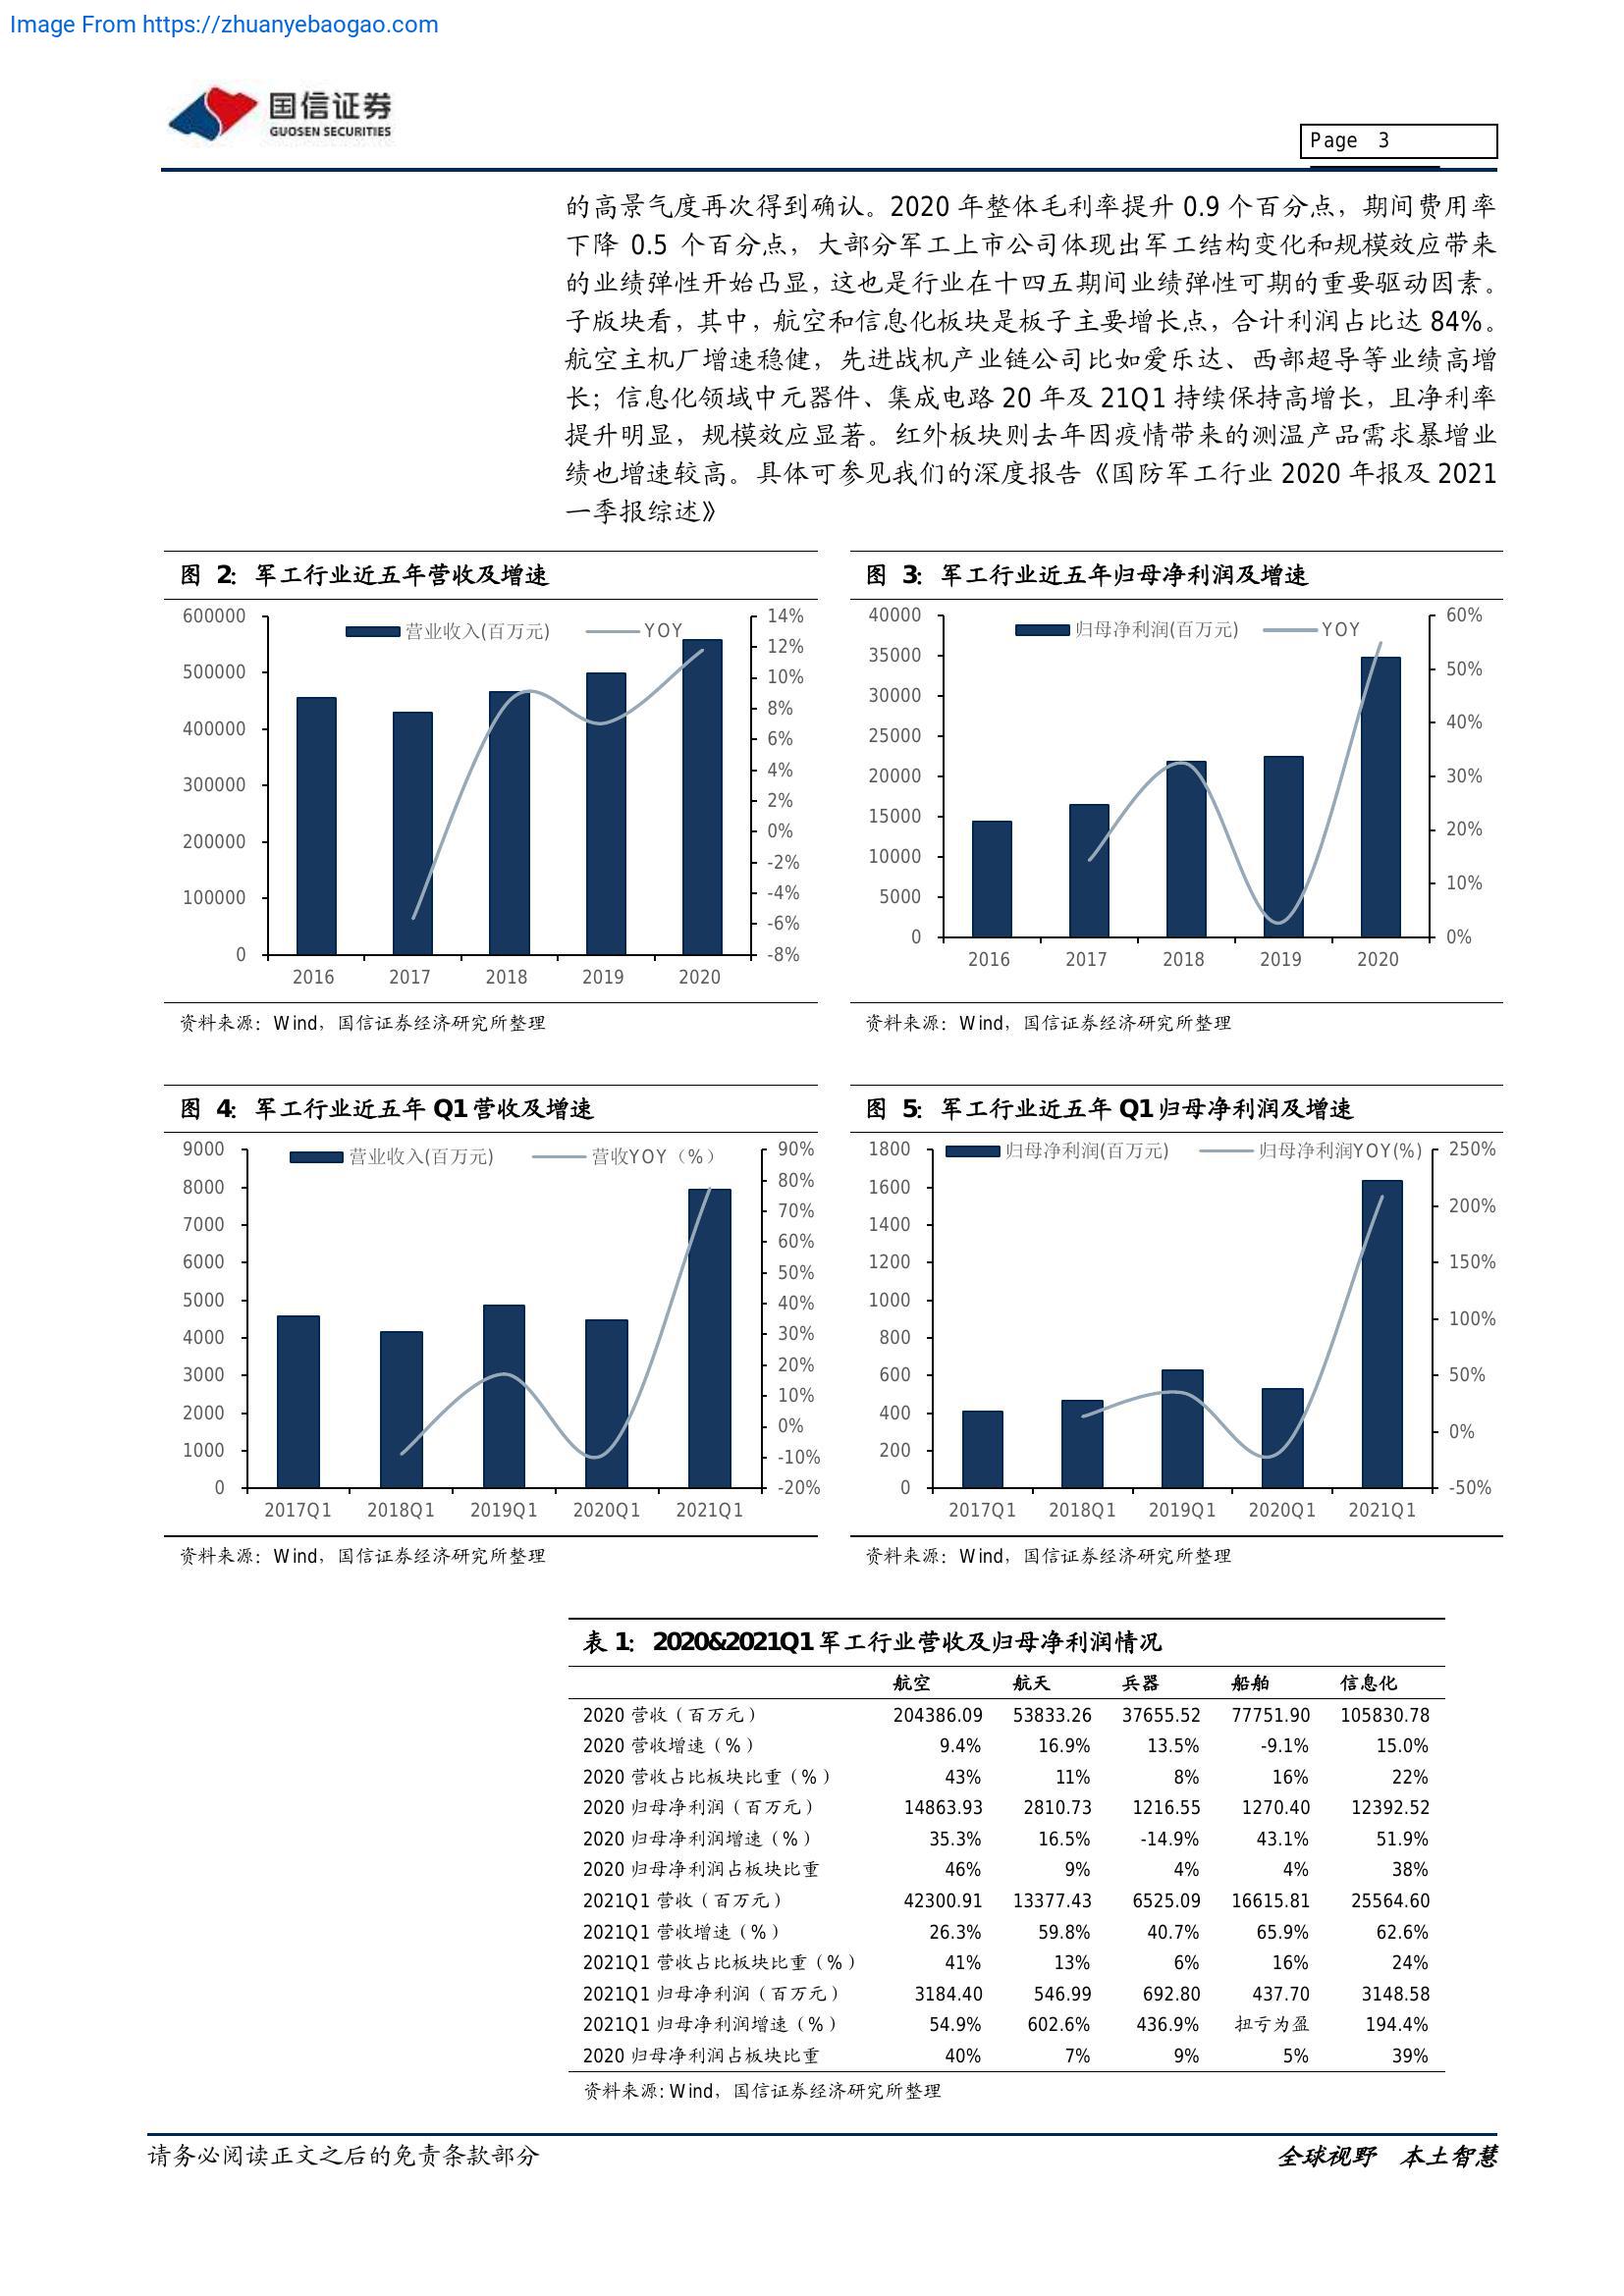 Image From https://zhuanyebaogao.com
国信证券
GUOSEN SECURITIES
Page 3
的高景气度再次得到确认。2020 年整体毛利率提升 0.9 个百分点，期间费用率
下降 0.5 个百分点，大部分军工上市公司体现出军工结构变化和规模效应带来
的业绩弹性开始凸显，这也是行业在十四五期间业绩弹性可期的重要驱动因素。
子版块看，其中，航空和信息化板块是板子主要增长点，合计利润占比达 84%。
航空主机厂增速稳健，先进战机产业链公司比如爱乐达、西部超导等业绩高增
长；信息化领域中元器件、集成电路 20 年及 21Q1 持续保持高增长，且净利率
提升明显，规模效应显著。红外板块则去年因疫情带来的测温产品需求暴增业
绩也增速较高。具体可参见我们的深度报告《国防军工行业 2020 年报及 2021
一季报综述》
图 2：军工行业近五年营收及增速
营业收入(百万元) YOY
600000
500000
400000
300000
200000
100000
0
14%
12%
10%
8%
6%
4%
2%
0%
-2%
-4%
-6%
-8%
2016 2017 2018 2019 2020
资料来源：Wind，国信证券经济研究所整理
图 3：军工行业近五年归母净利润及增速
归母净利润(百万元) YOY
40000
35000
30000
25000
20000
15000
10000
5000
0
60%
50%
40%
30%
20%
10%
0%
2016 2017 2018 2019 2020
资料来源：Wind，国信证券经济研究所整理
图 4：军工行业近五年 Q1 营收及增速
营业收入(百万元) 营收YOY（%）
9000
8000
7000
6000
5000
4000
3000
2000
1000
0
90%
80%
70%
60%
50%
40%
30%
20%
10%
0%
-10%
-20%
2017Q1 2018Q1 2019Q1 2020Q1 2021Q1
资料来源：Wind，国信证券经济研究所整理
图 5：军工行业近五年 Q1 归母净利润及增速
归母净利润(百万元) 归母净利润YOY(%)
1800
1600
1400
1200
1000
800
600
400
200
0
250%
200%
150%
100%
50%
0%
-50%
2017Q1 2018Q1 2019Q1 2020Q1 2021Q1
资料来源：Wind，国信证券经济研究所整理
表 1：2020&2021Q1 军工行业营收及归母净利润情况
航空 航天 兵器 船舶 信息化
2020 营收（百万元） 204386.09 53833.26 37655.52 77751.90 105830.78
2020 营收增速（%） 9.4% 16.9% 13.5% -9.1% 15.0%
2020 营收占比板块比重（%） 43% 11% 8% 16% 22%
2020 归母净利润（百万元） 14863.93 2810.73 1216.55 1270.40 12392.52
2020 归母净利润增速（%） 35.3% 16.5% -14.9% 43.1% 51.9%
2020 归母净利润占板块比重 46% 9% 4% 4% 38%
2021Q1 营收（百万元） 42300.91 13377.43 6525.09 16615.81 25564.60
2021Q1 营收增速（%） 26.3% 59.8% 40.7% 65.9% 62.6%
2021Q1 营收占比板块比重（%） 41% 13% 6% 16% 24%
2021Q1 归母净利润（百万元） 3184.40 546.99 692.80 437.70 3148.58
2021Q1 归母净利润增速（%） 54.9% 602.6% 436.9% 扭亏为盈 194.4%
2020 归母净利润占板块比重 40% 7% 9% 5% 39%
资料来源: Wind，国信证券经济研究所整理
请务必阅读正文之后的免责条款部分
全球视野 本土智慧